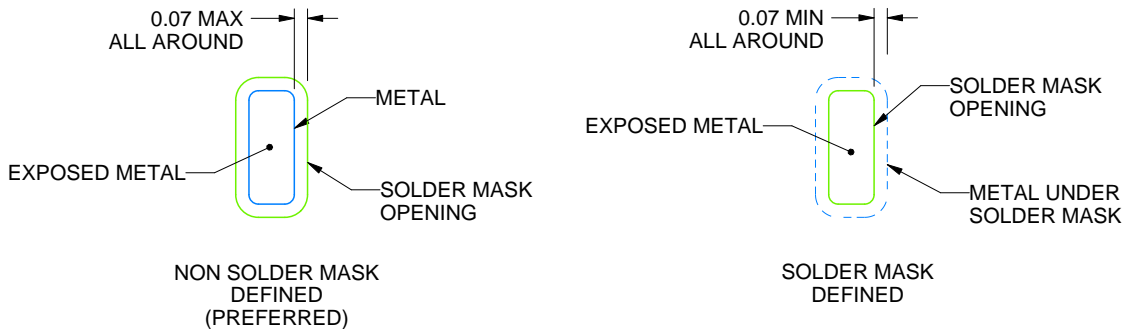 0.07 MAX
ALL AROUND
METAL
EXPOSED METAL
SOLDER MASK
OPENING
NON SOLDER MASK
DEFINED
(PREFERRED)
0.07 MIN
ALL AROUND
SOLDER MASK
OPENING
EXPOSED METAL
METAL UNDER
SOLDER MASK
SOLDER MASK
DEFINED